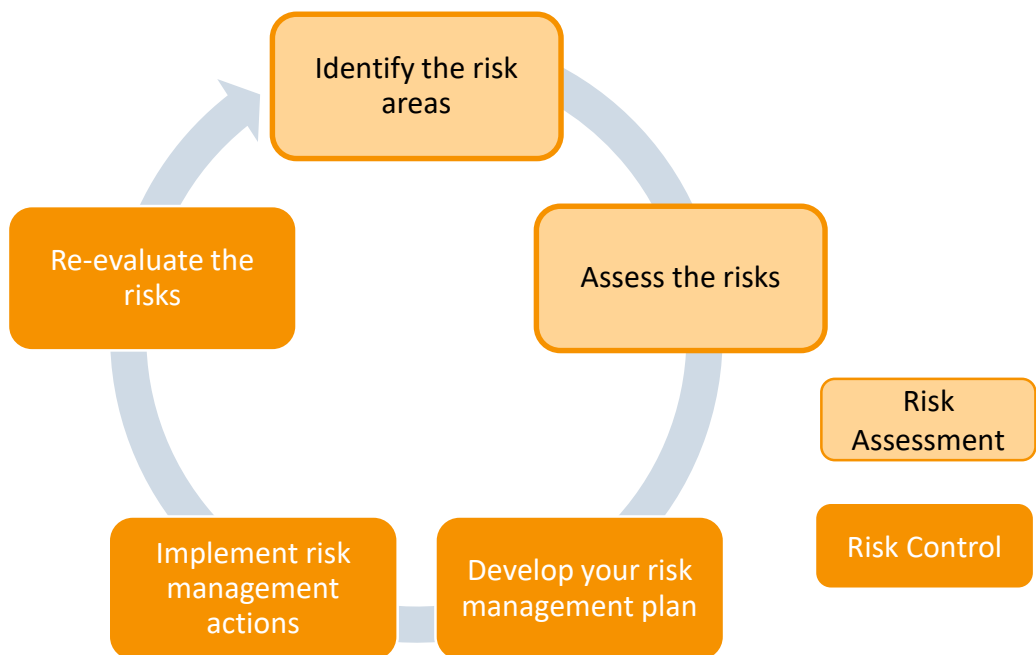 Identify the risk
areas
Assess the risks
Develop your risk
management plan
Implement risk
management
actions
Re-evaluate the
risks
Risk
Assessment
Risk Control